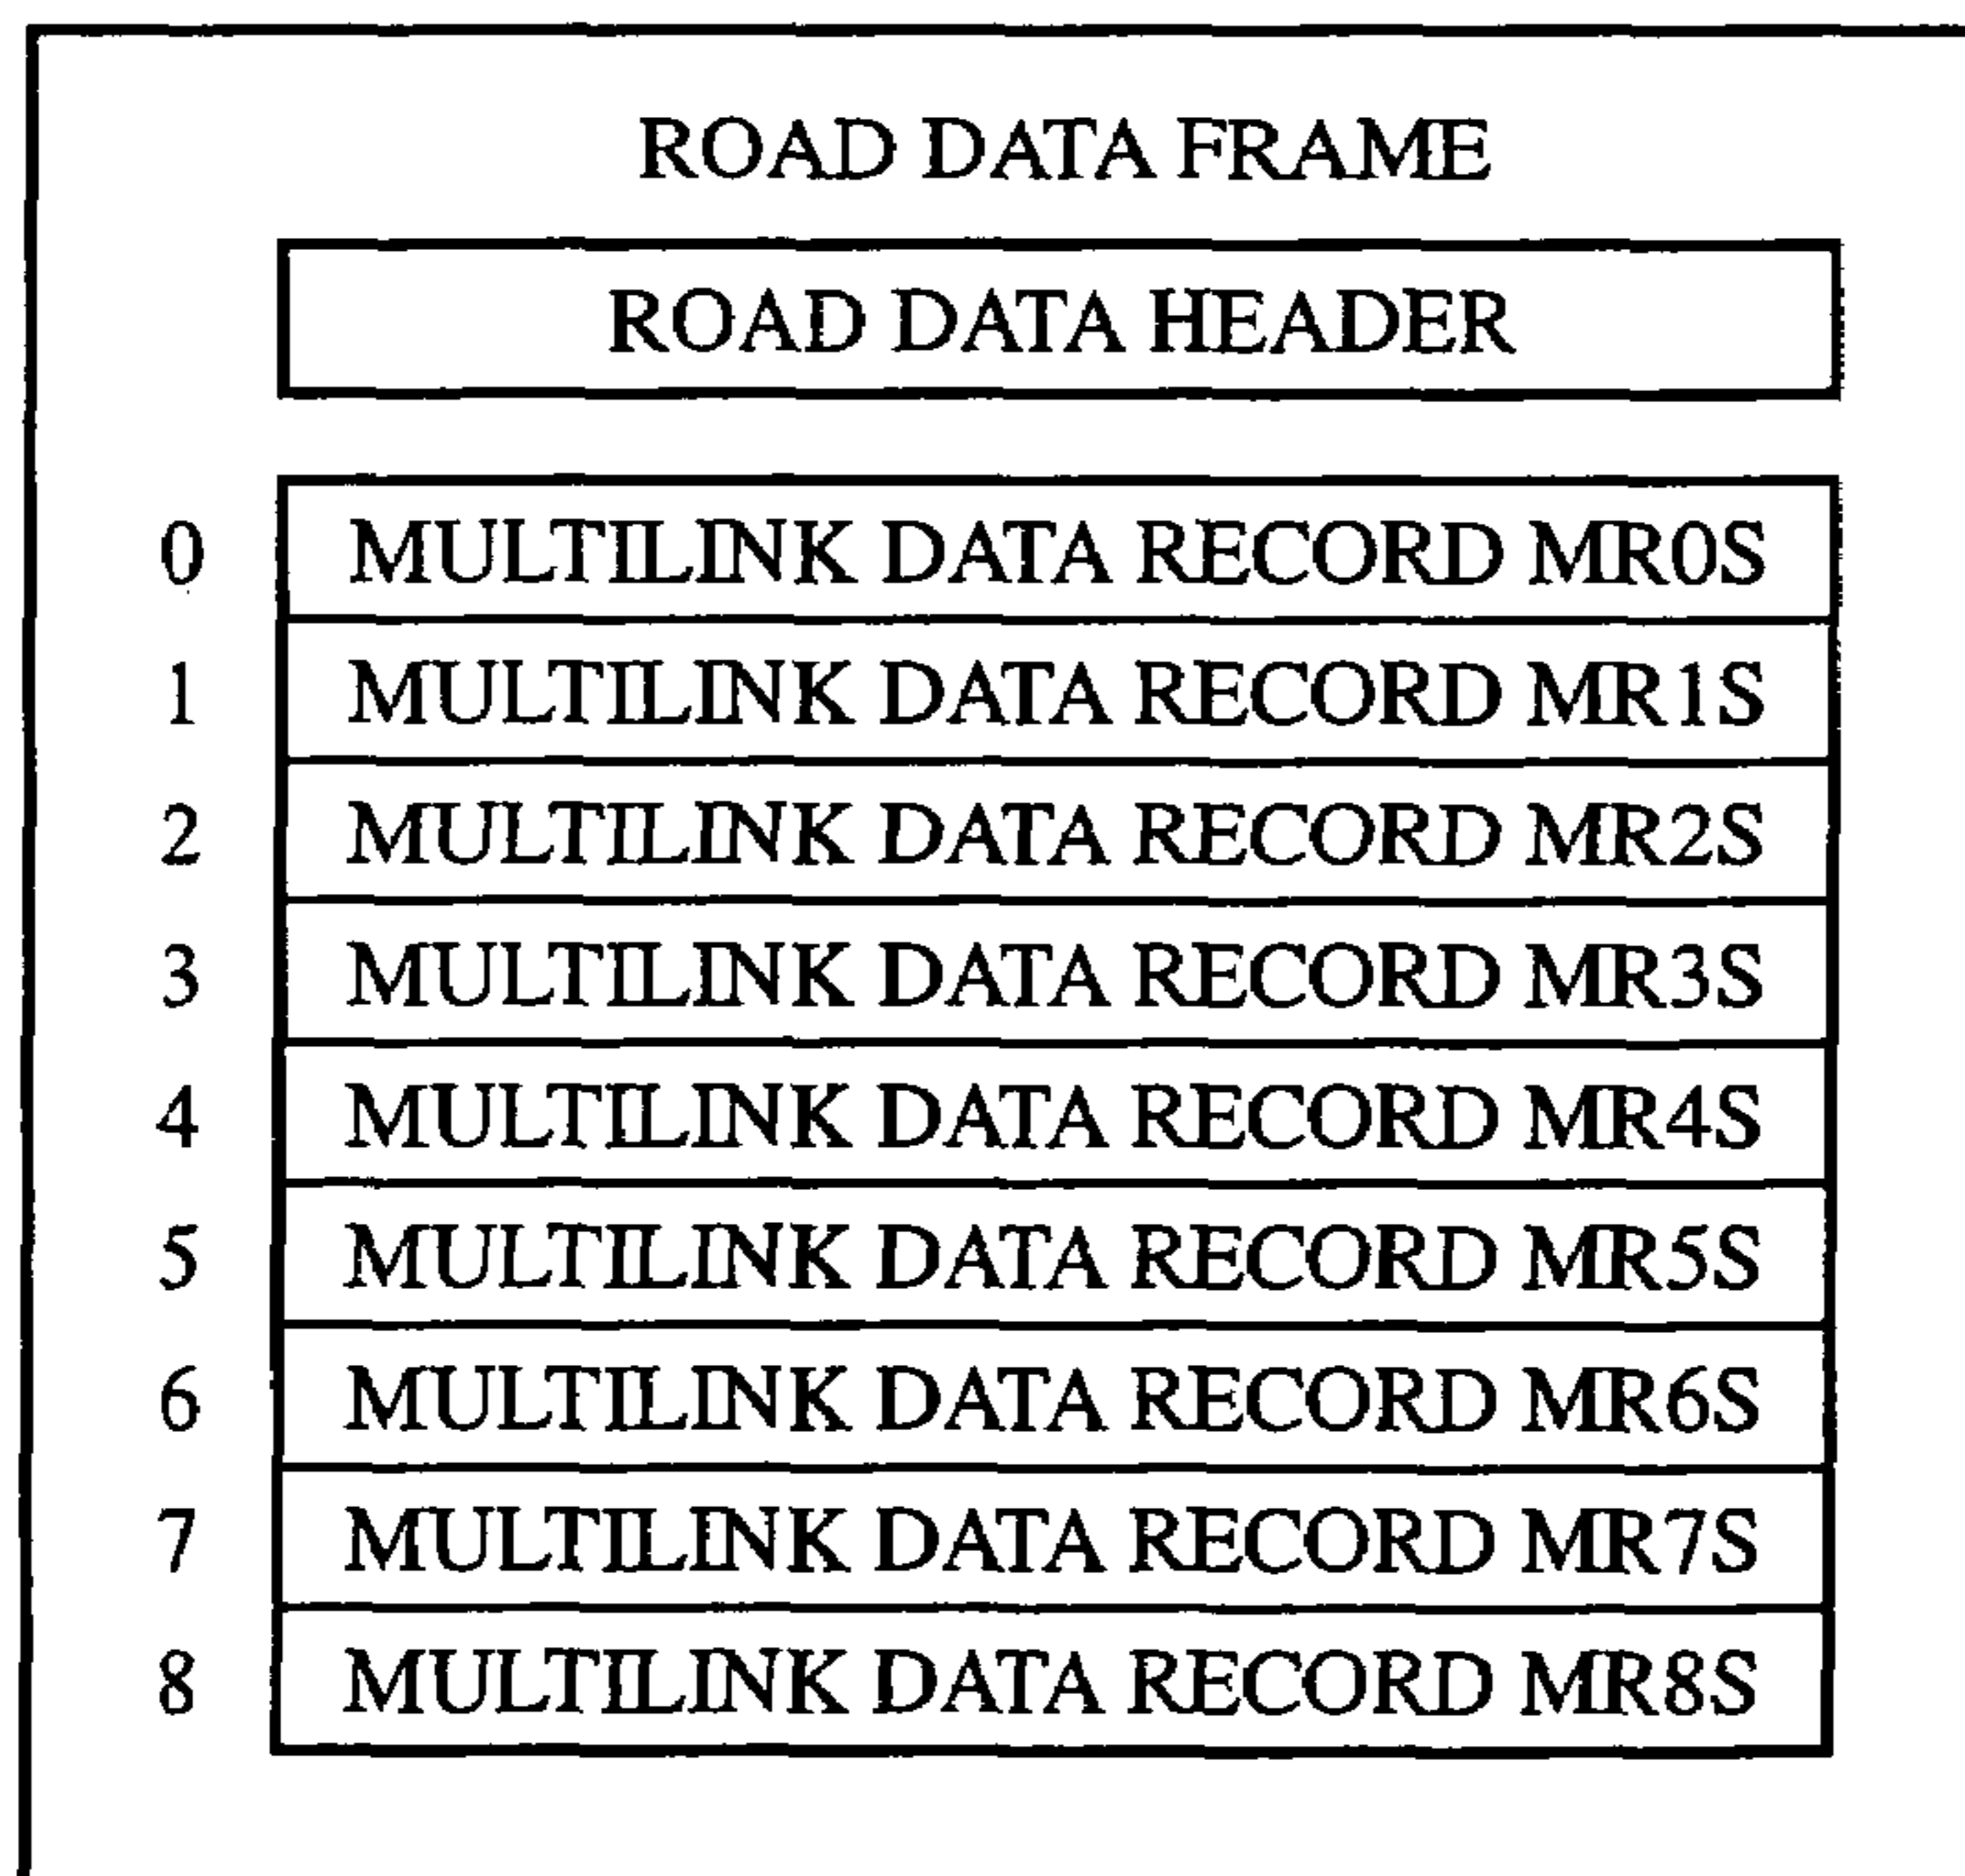 ROAD DATA FRAME
ROAD DATA HEADER
0 MULTILINK DATA RECORD MR0S
1 MULTILINK DATA RECORD MR1S
2 MULTILINK DATA RECORD MR2S
3 MULTILINK DATA RECORD MR3S
4 MULTILINK DATA RECORD MR4S
5 MULTILINK DATA RECORD MR5S
6 MULTILINK DATA RECORD MR6S
7 MULTILINK DATA RECORD MR7S
8 MULTILINK DATA RECORD MR8S